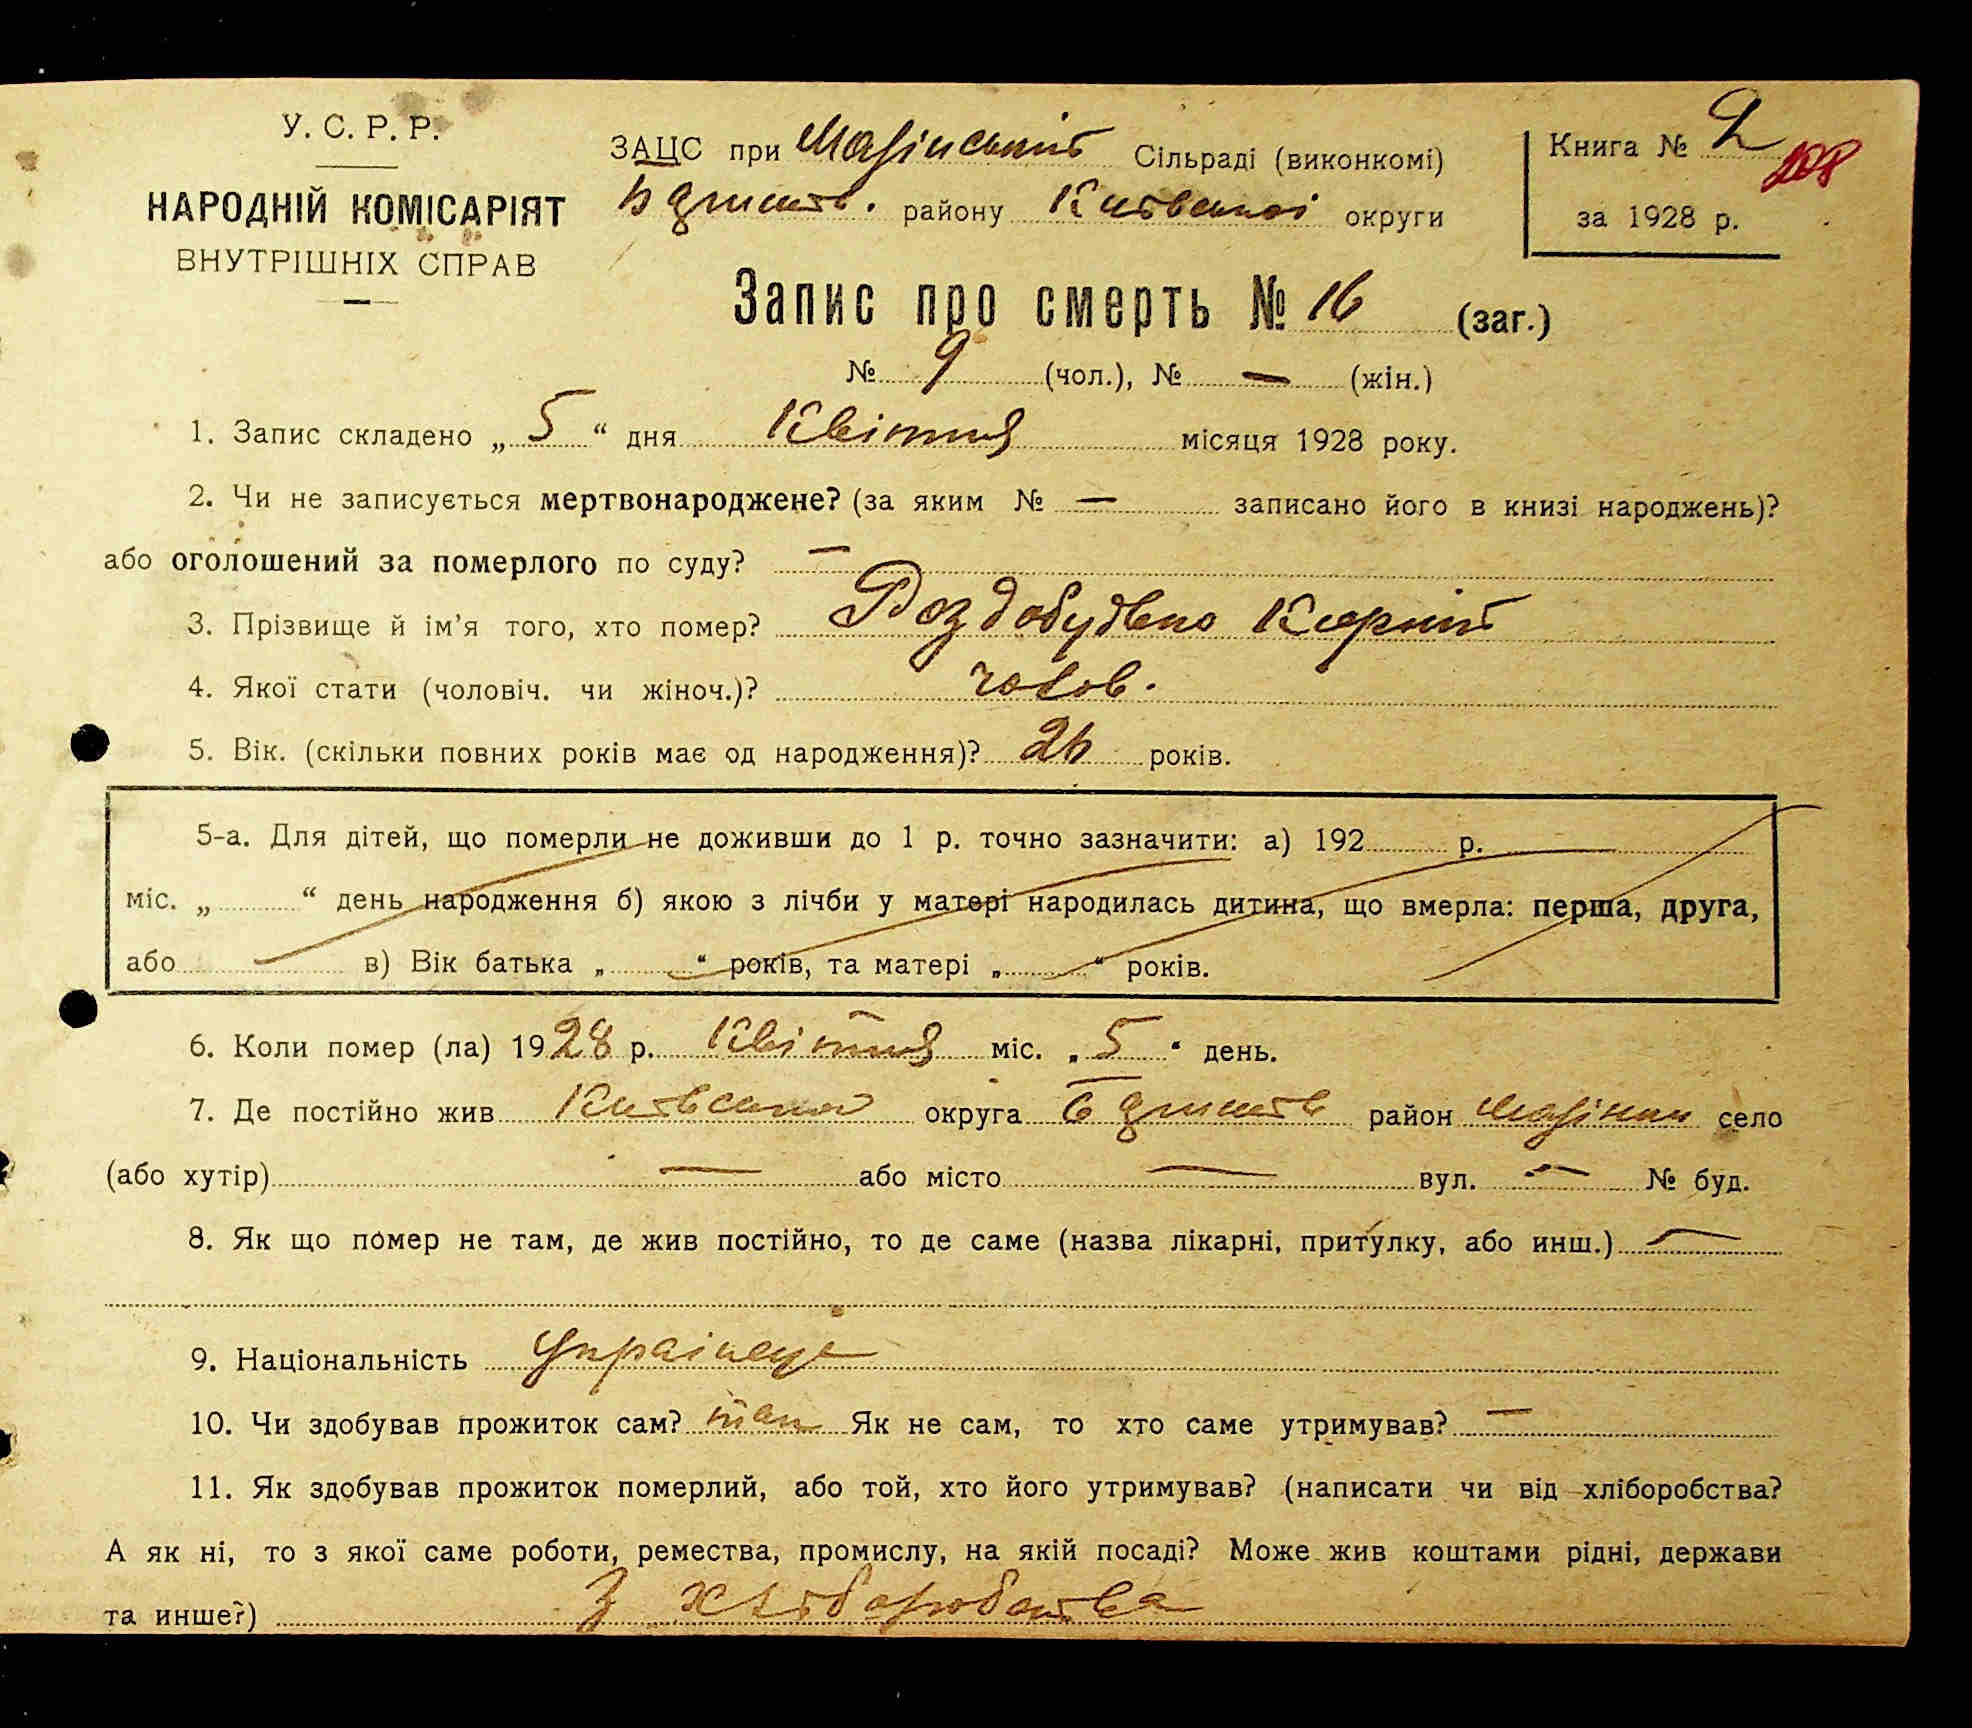 У. С. Р. Р.
НАРОДНІЙ КОМІСАРІЯТ
ВНУТРІШНІХ СПРАВ
ЗАЦС при Сільраді (виконкомі)
району Київської округи
Книга № 2
за 1928 р.
Запис про смерть № 16 (заг.)
№ 9 (чол.), № — (жін.)
1. Запис складено „ 5 “ дня Квітня місяця 1928 року.
2. Чи не записується мертвонароджене? (за яким № — записано його в книзі народжень)?
або оголошений за померлого по суду? —
3. Прізвище й ім’я того, хто помер? Роздобудько Корній
4. Якої стати (чоловіч. чи жіноч.)? чолов.
5. Вік. (скільки повних років має од народження)? 26 років.
5-а. Для дітей, що померли не доживши до 1 р. точно зазначити: а) 192 р.
міс. „ “ день народження б) якою з лічби у матері народилась дитина, що вмерла: перша, друга,
або в) Вік батька „ “ років, та матері „ “ років.
6. Коли помер (ла) 1928 р. Квітня міс. „ 5 “ день.
7. Де постійно жив Київська округа район село
(або хутір) — або місто — вул. — № буд.
8. Як що помер не там, де жив постійно, то де саме (назва лікарні, притулку, або инш.) —
9. Національність Українець
10. Чи здобував прожиток сам? так Як не сам, то хто саме утримував? —
11. Як здобував прожиток померлий, або той, хто його утримував? (написати чи від хліборобства?
А як ні, то з якої саме роботи, ремества, промислу, на якій посаді? Може жив коштами рідні, держави
та инше?) З хліборобства